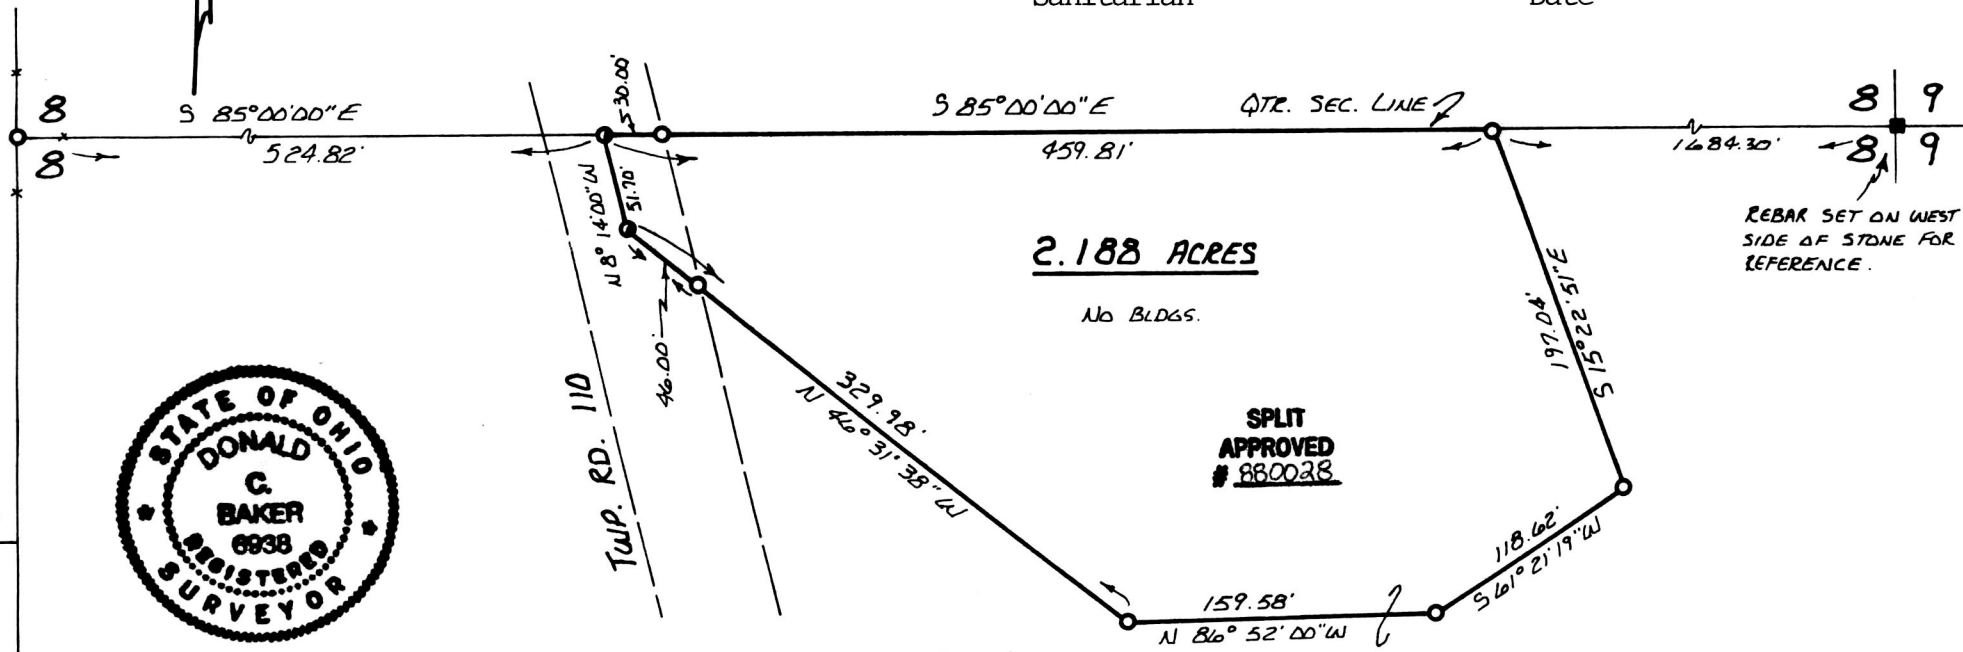 Sanitarian Date
8
S 85°00'00"E
524.82'
8
30.00'
S 85°00'00"E
QTR. SEC. LINE
459.81'
1684.30'
8 9
8 9
REBAR SET ON WEST
SIDE OF STONE FOR
REFERENCE.
N 8° 14'00"W
51.70'
46.00'
2.188 ACRES
NO BLDGS.
197.04'
S 15° 22' 51"E
329.98'
N 46° 31' 38" W
TWP. RD. 110
SPLIT
APPROVED
# 880028
118.62'
S 61° 21' 19"W
159.58'
N 86° 52' 00"W
STATE OF OHIO
DONALD
C.
BAKER
6938
REGISTERED
SURVEYOR